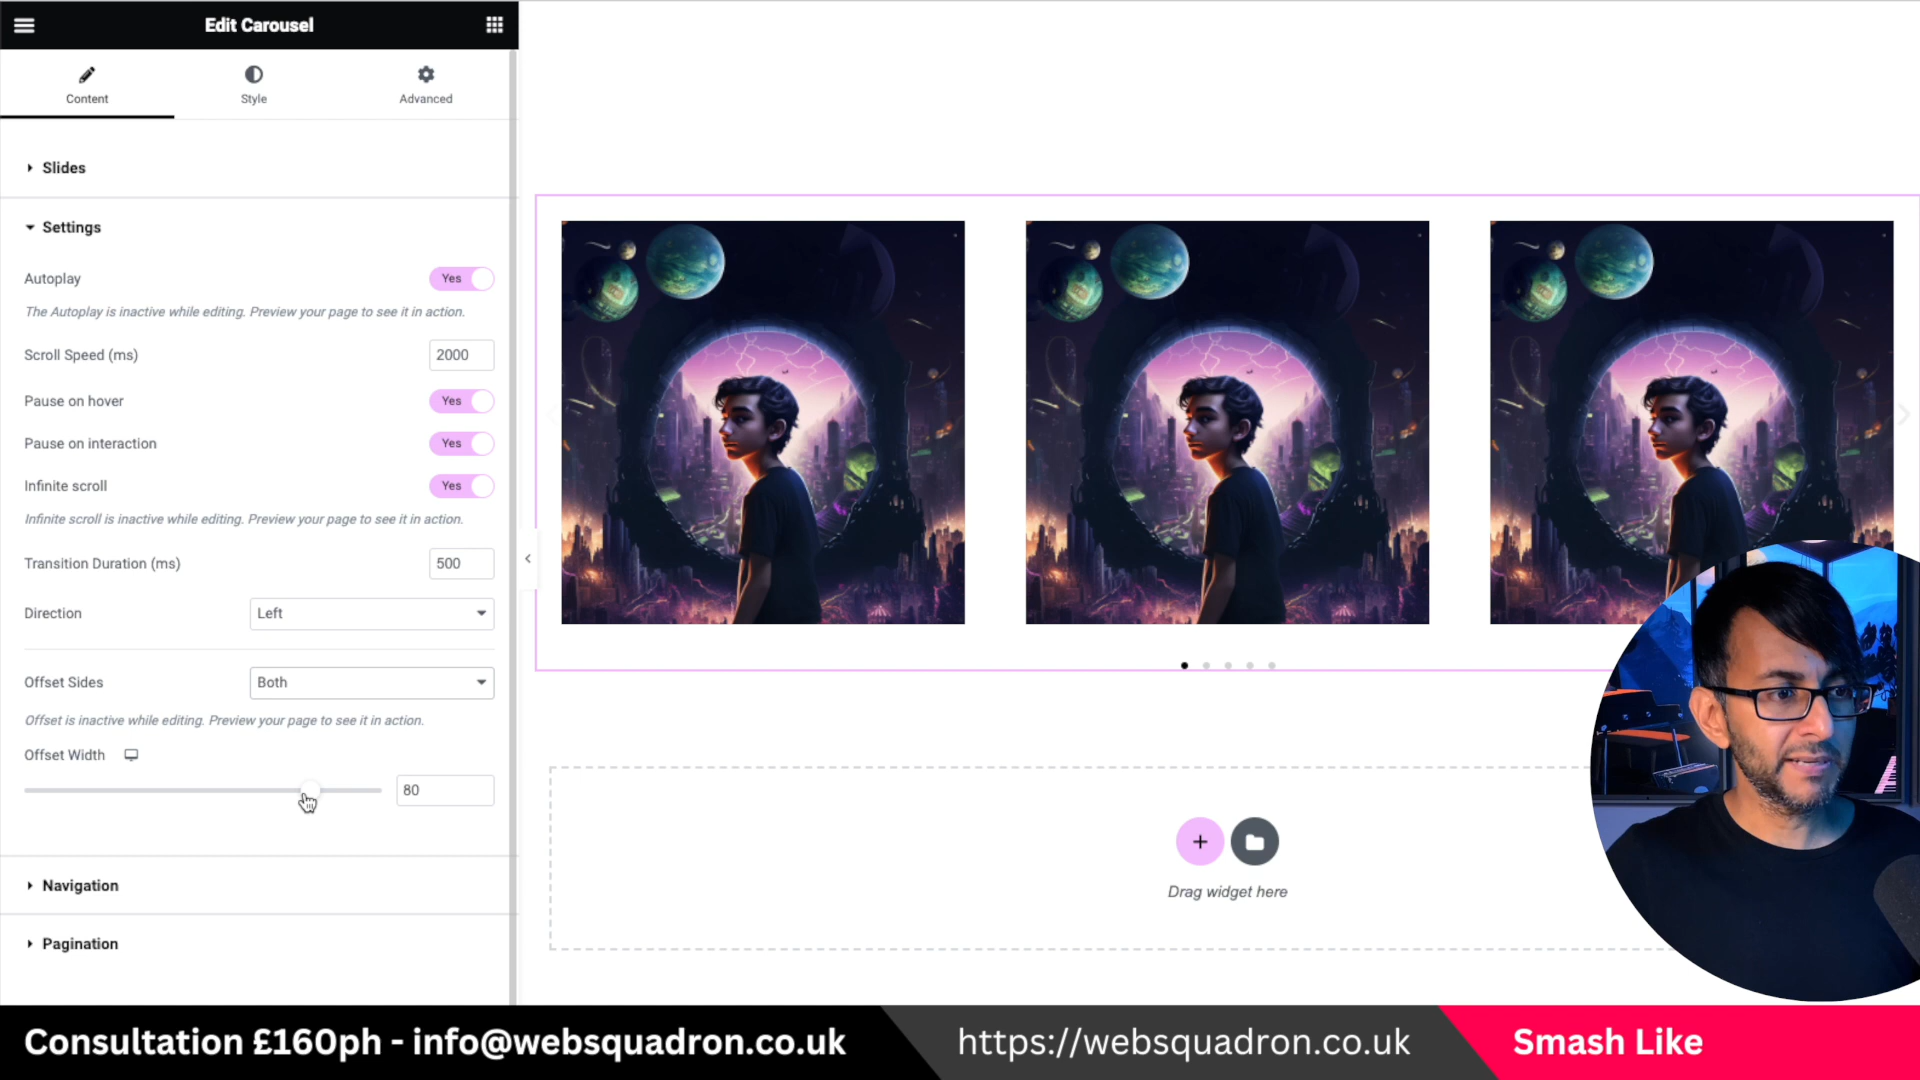 Edit Carousel
Content
Style
Advanced
Slides
Settings
Autoplay
Yes
The Autoplay is inactive while editing. Preview your page to see it in action.
Scroll Speed (ms)
2000
Pause on hover
Yes
Pause on interaction
Yes
Infinite scroll
Yes
Infinite scroll is inactive while editing. Preview your page to see it in action.
Transition Duration (ms)
500
Direction
Left
Offset Sides
Both
Offset is inactive while editing. Preview your page to see it in action.
Offset Width
80
Navigation
Pagination
Drag widget here
Consultation £160ph - info@websquadron.co.uk
https://websquadron.co.uk
Smash Like